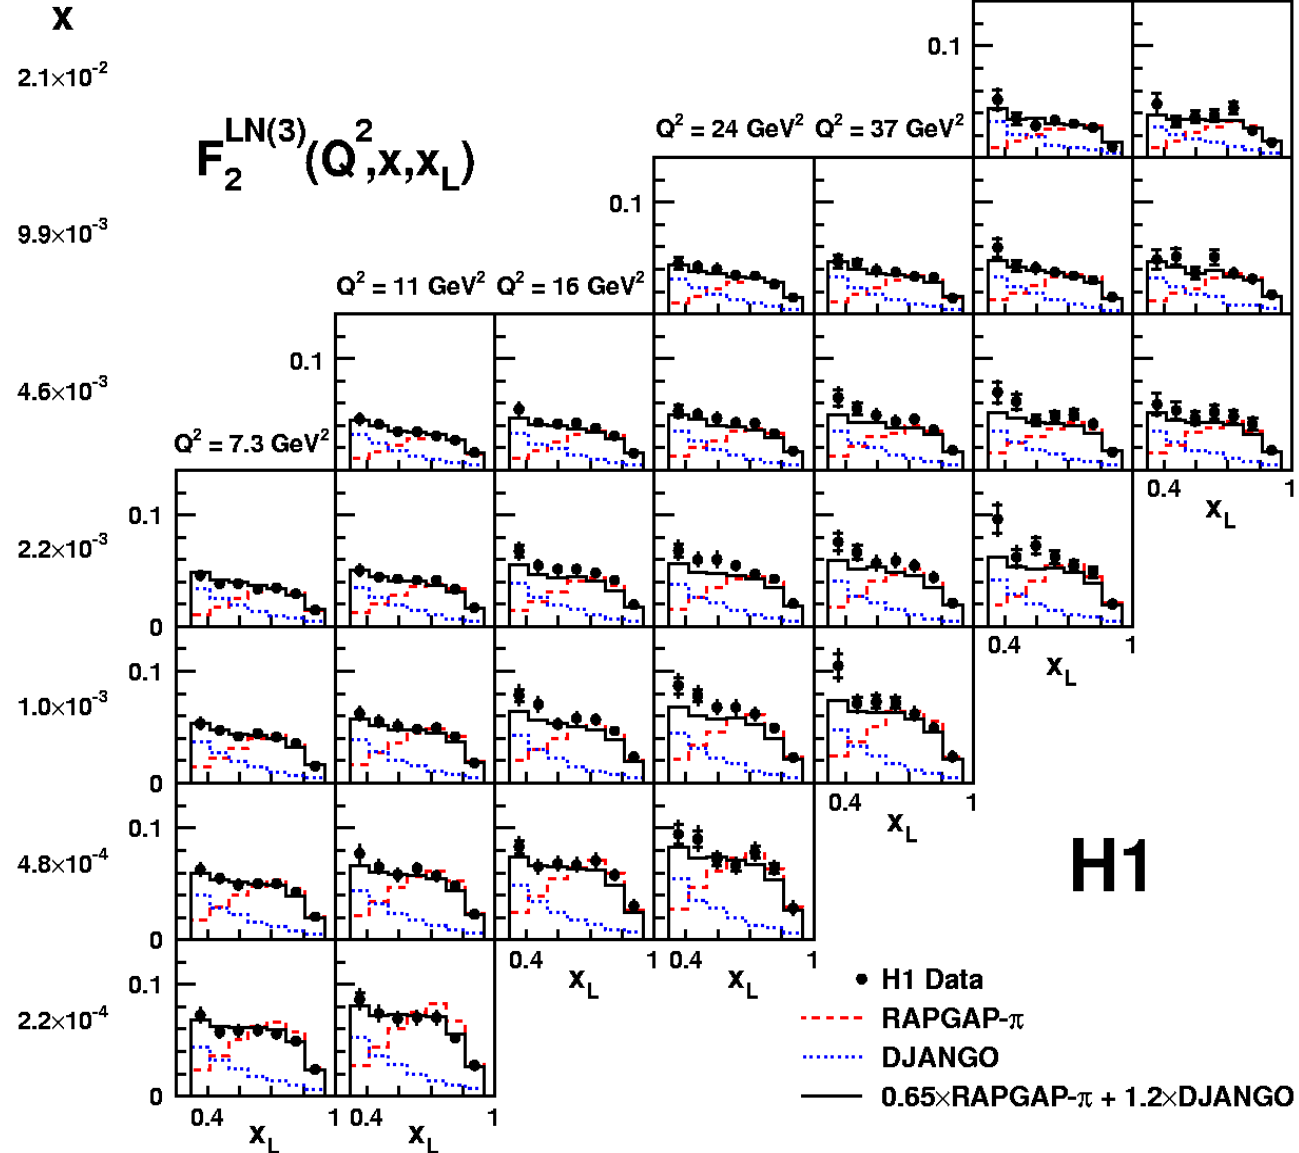 x
2.1×10⁻²
0.1
F₂^LN(3)(Q²,x,x_L)
Q² = 24 GeV² Q² = 37 GeV²
9.9×10⁻³
0.1
Q² = 11 GeV² Q² = 16 GeV²
4.6×10⁻³
0.1
Q² = 7.3 GeV²
0.4 1
x_L
2.2×10⁻³
0.1
0
0.4 1
x_L
1.0×10⁻³
0.1
0
0.4 1
x_L
4.8×10⁻⁴
0.1
0
H1
0.4 1 0.4 1
x_L x_L
2.2×10⁻⁴
0.1
0
0.4 1 0.4 1
x_L x_L
H1 Data
RAPGAP-π
DJANGO
0.65×RAPGAP-π + 1.2×DJANGO